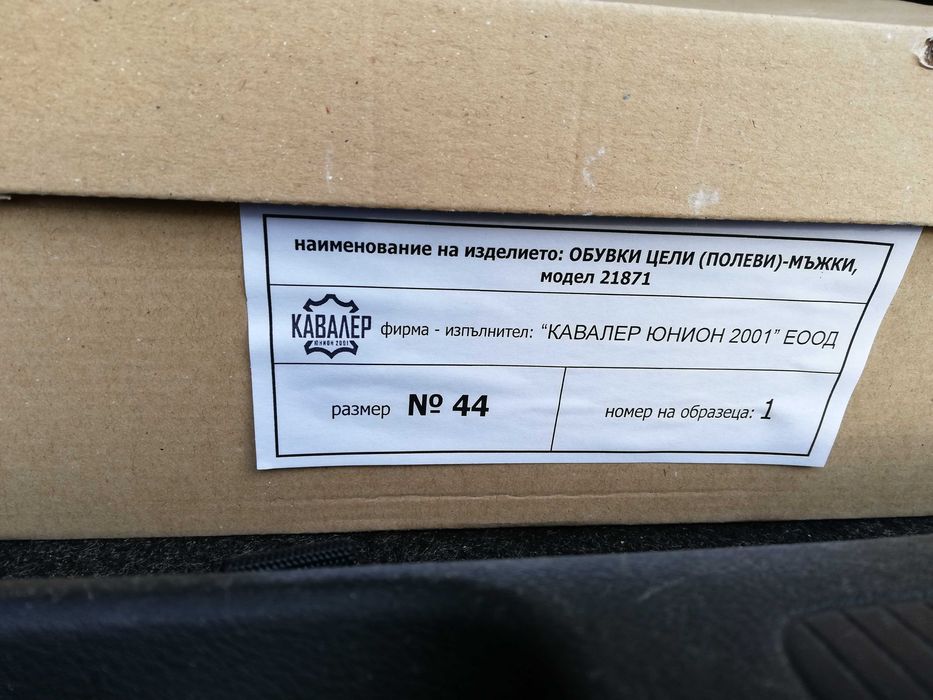 наименование на изделието: ОБУВКИ ЦЕЛИ (ПОЛЕВИ)-МЪЖКИ,
модел 21871
КАВАЛЕР
ЮНИОН 2001
фирма - изпълнител: “КАВАЛЕР ЮНИОН 2001” ЕООД
размер № 44
номер на образеца: 1